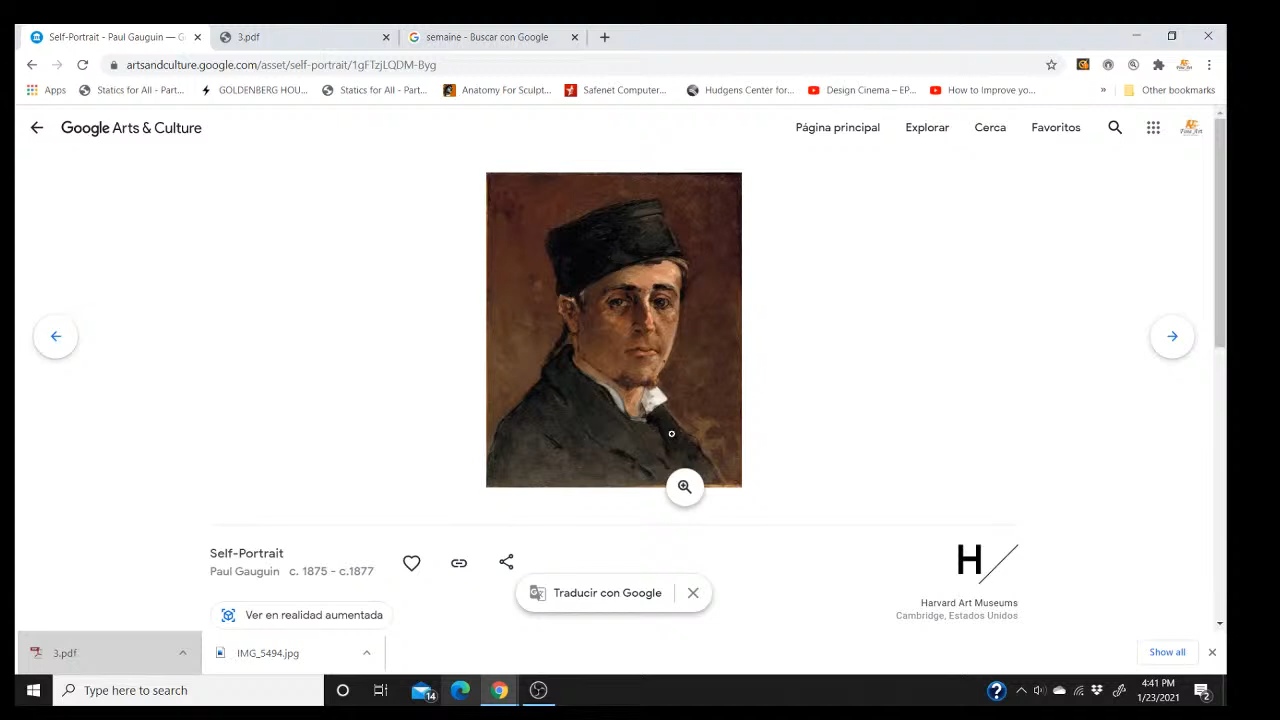 Self-Portrait - Paul Gauguin — G
3.pdf
semaine - Buscar con Google
artsandculture.google.com/asset/self-portrait/1gFTzjLQDM-Byg
Apps
Statics for All - Part...
GOLDENBERG HOU...
Statics for All - Part...
Anatomy For Sculpt...
Safenet Computer...
Hudgens Center for...
Design Cinema – EP...
How to Improve yo...
»
Other bookmarks
Google Arts & Culture
Página principal
Explorar
Cerca
Favoritos
Self-Portrait
Paul Gauguin c. 1875 - c.1877
Traducir con Google
Ver en realidad aumentada
H
Harvard Art Museums
Cambridge, Estados Unidos
3.pdf
IMG_5494.jpg
Show all
Type here to search
14
4:41 PM
1/23/2021
2